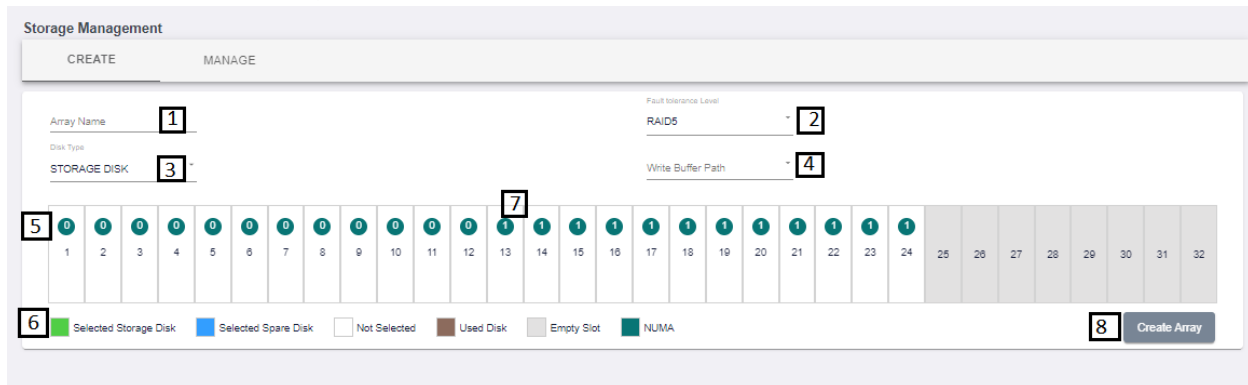 Storage Management
CREATE MANAGE
Array Name 1
Fault tolerance Level
RAID5 2
Disk Type
STORAGE DISK 3
Write Buffer Path 4
7
5 0 0 0 0 0 0 0 0 0 0 0 0 1 1 1 1 1 1 1 1 1 1 1 1
1 2 3 4 5 6 7 8 9 10 11 12 13 14 15 16 17 18 19 20 21 22 23 24 25 26 27 28 29 30 31 32
6 Selected Storage Disk Selected Spare Disk Not Selected Used Disk Empty Slot NUMA 8 Create Array